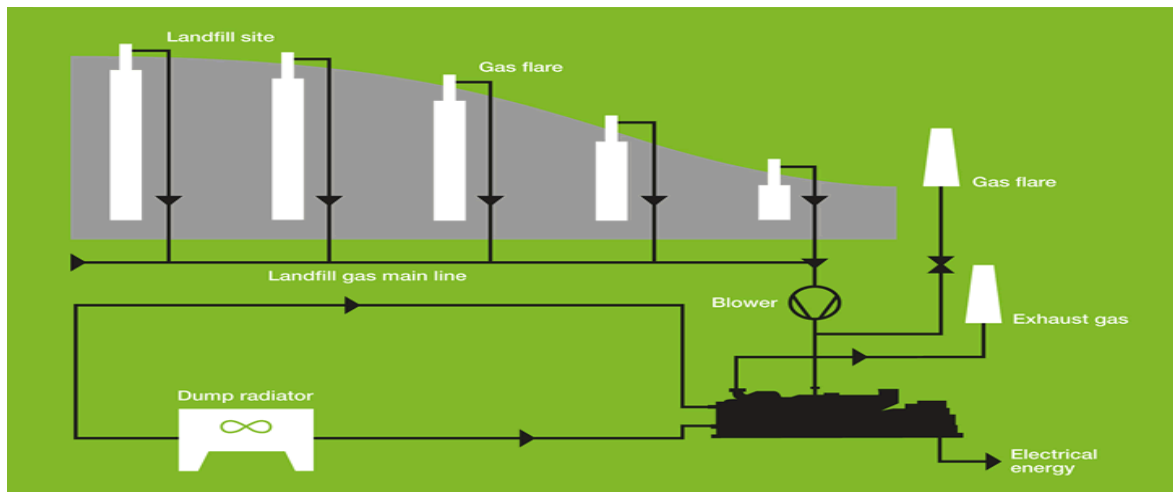 Landfill site
Gas flare
Gas flare
Landfill gas main line
Blower
Exhaust gas
Dump radiator
Electrical
energy